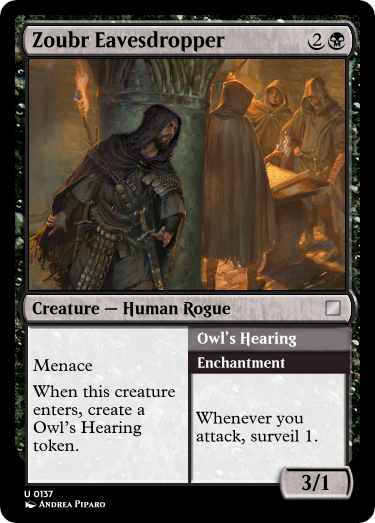 Zoubr Eavesdropper 2
Creature — Human Rogue
Menace
When this creature
enters, create a
Owl's Hearing
token.
Owl's Hearing
Enchantment
Whenever you
attack, surveil 1.
3/1
U 0137
Andrea Piparo